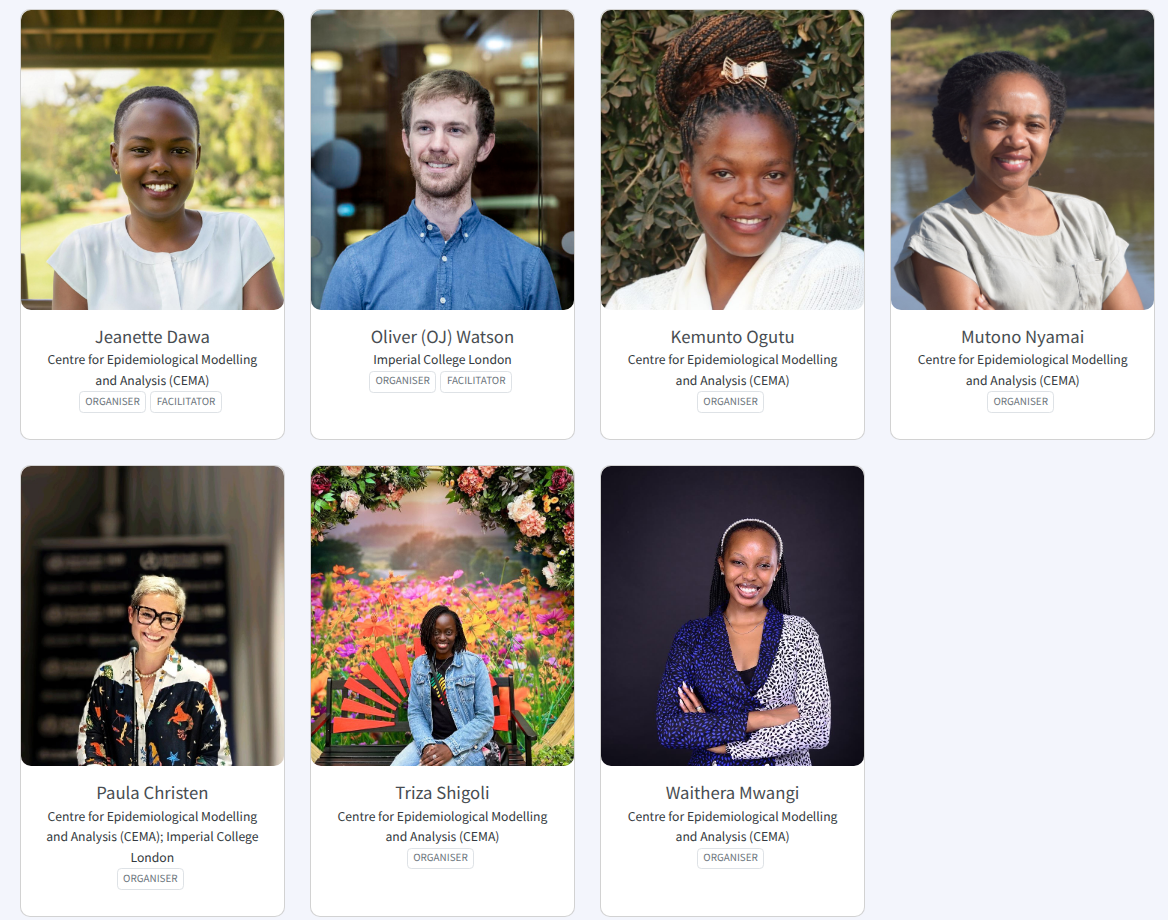 Jeanette Dawa
Centre for Epidemiological Modelling
and Analysis (CEMA)
ORGANISER FACILITATOR
Oliver (OJ) Watson
Imperial College London
ORGANISER FACILITATOR
Kemunto Ogutu
Centre for Epidemiological Modelling
and Analysis (CEMA)
ORGANISER
Mutono Nyamai
Centre for Epidemiological Modelling
and Analysis (CEMA)
ORGANISER
Paula Christen
Centre for Epidemiological Modelling
and Analysis (CEMA); Imperial College
London
ORGANISER
Triza Shigoli
Centre for Epidemiological Modelling
and Analysis (CEMA)
ORGANISER
Waithera Mwangi
Centre for Epidemiological Modelling
and Analysis (CEMA)
ORGANISER